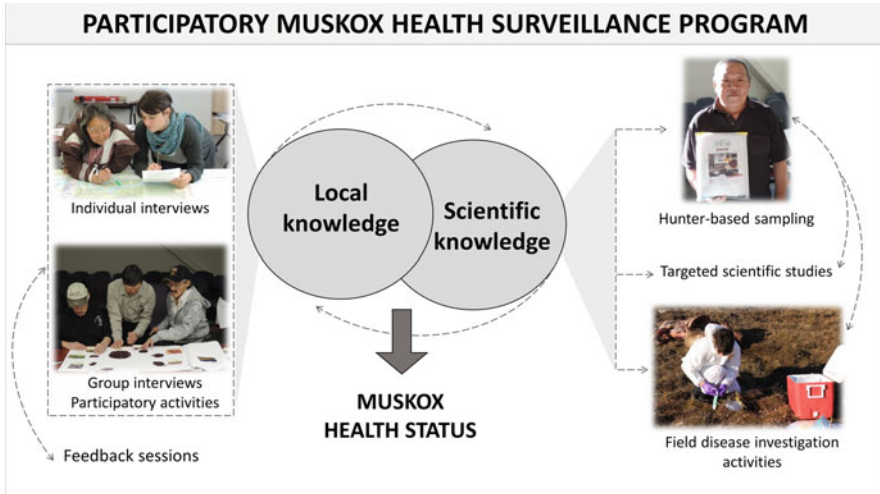 PARTICIPATORY MUSKOX HEALTH SURVEILLANCE PROGRAM
Individual interviews
Group interviews
Participatory activities
Feedback sessions
Local
knowledge
Scientific
knowledge
MUSKOX
HEALTH STATUS
Hunter-based sampling
Targeted scientific studies
Field disease investigation
activities